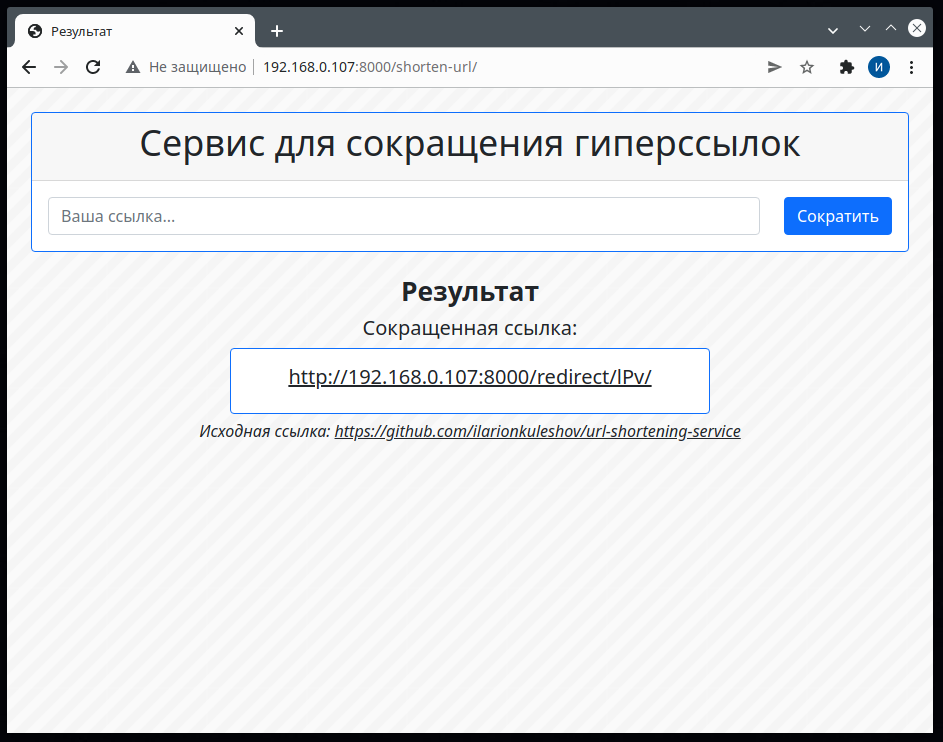 Результат
Не защищено 192.168.0.107:8000/shorten-url/
И
Сервис для сокращения гиперссылок
Ваша ссылка...
Сократить
Результат
Сокращенная ссылка:
http://192.168.0.107:8000/redirect/lPv/
Исходная ссылка: https://github.com/ilarionkuleshov/url-shortening-service